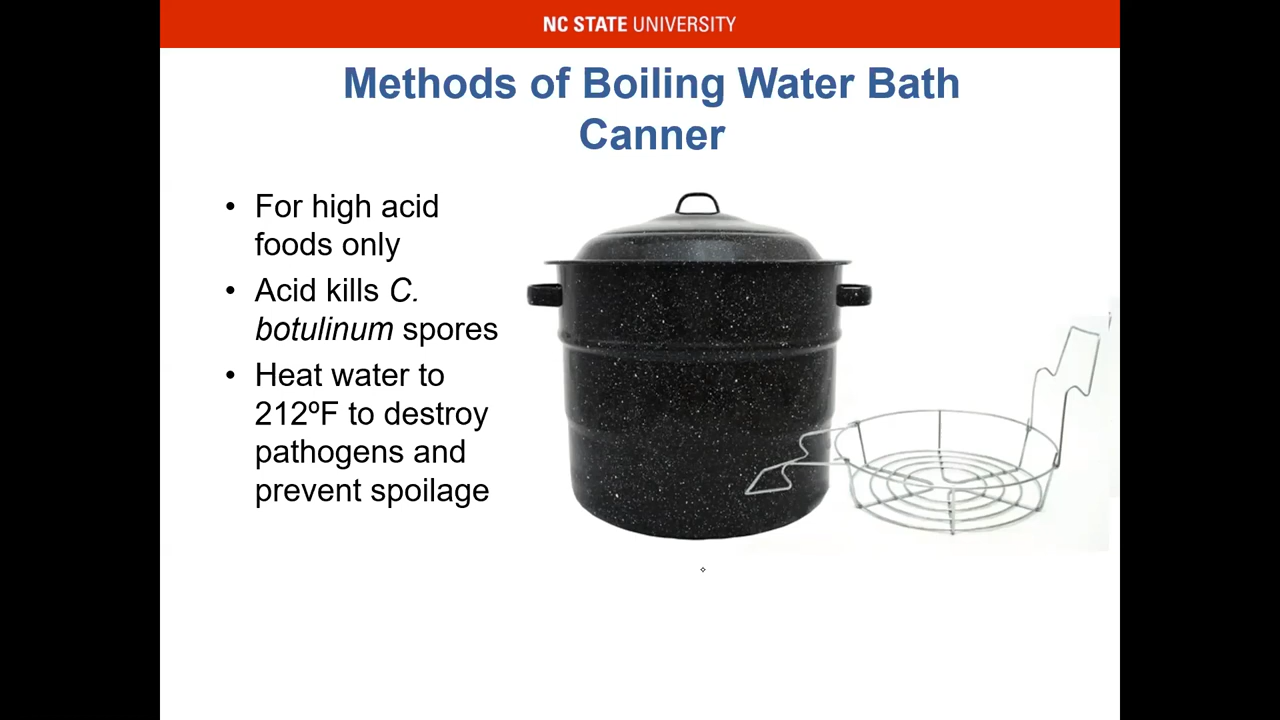 NC STATE UNIVERSITY
Methods of Boiling Water Bath
Canner
• For high acid
foods only
• Acid kills C.
botulinum spores
• Heat water to
212ºF to destroy
pathogens and
prevent spoilage